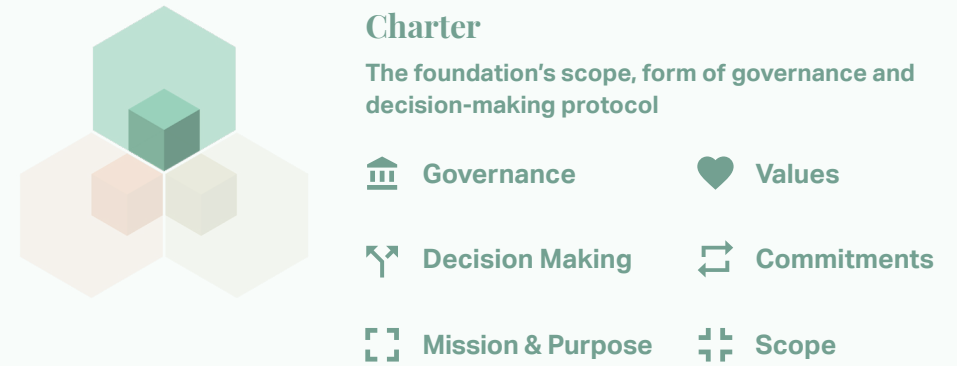 Charter
The foundation’s scope, form of governance and
decision-making protocol
Governance
Values
Decision Making
Commitments
Mission & Purpose
Scope